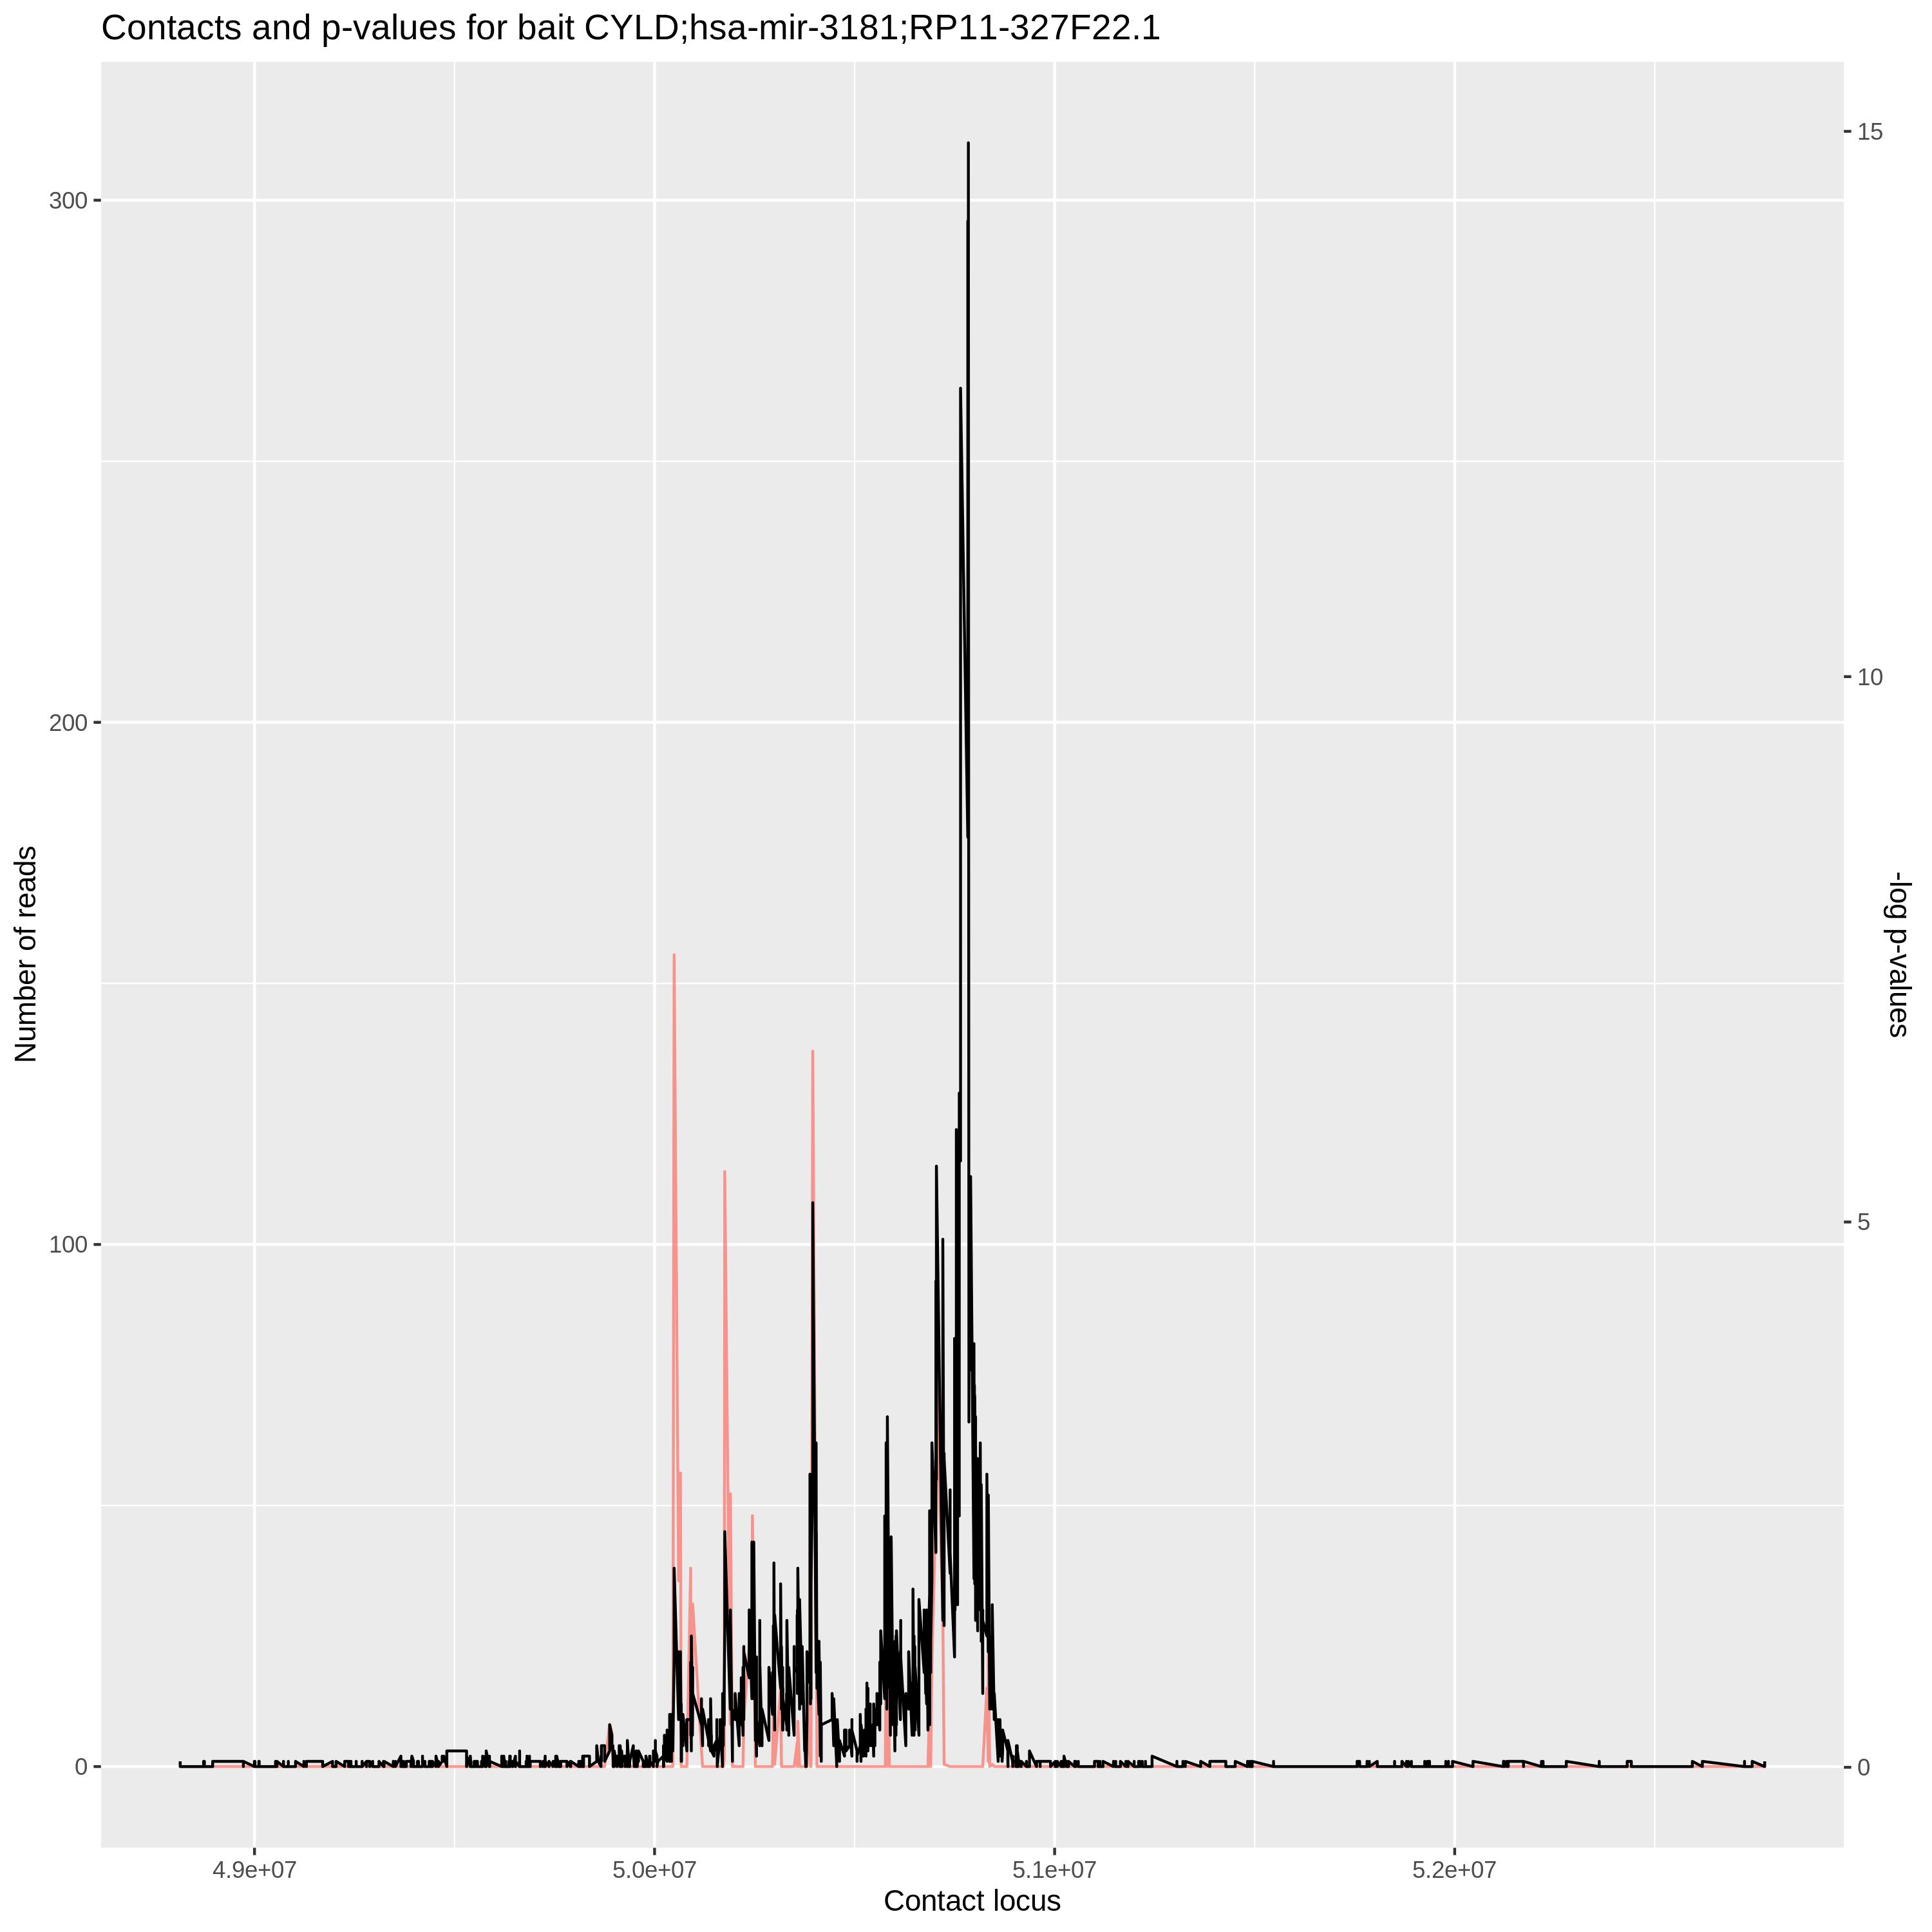 Contacts and p-values for bait CYLD;hsa-mir-3181;RP11-327F22.1
Number of reads
300
200
100
0
15
10
5
0
-log p-values
4.9e+07
5.0e+07
5.1e+07
5.2e+07
Contact locus